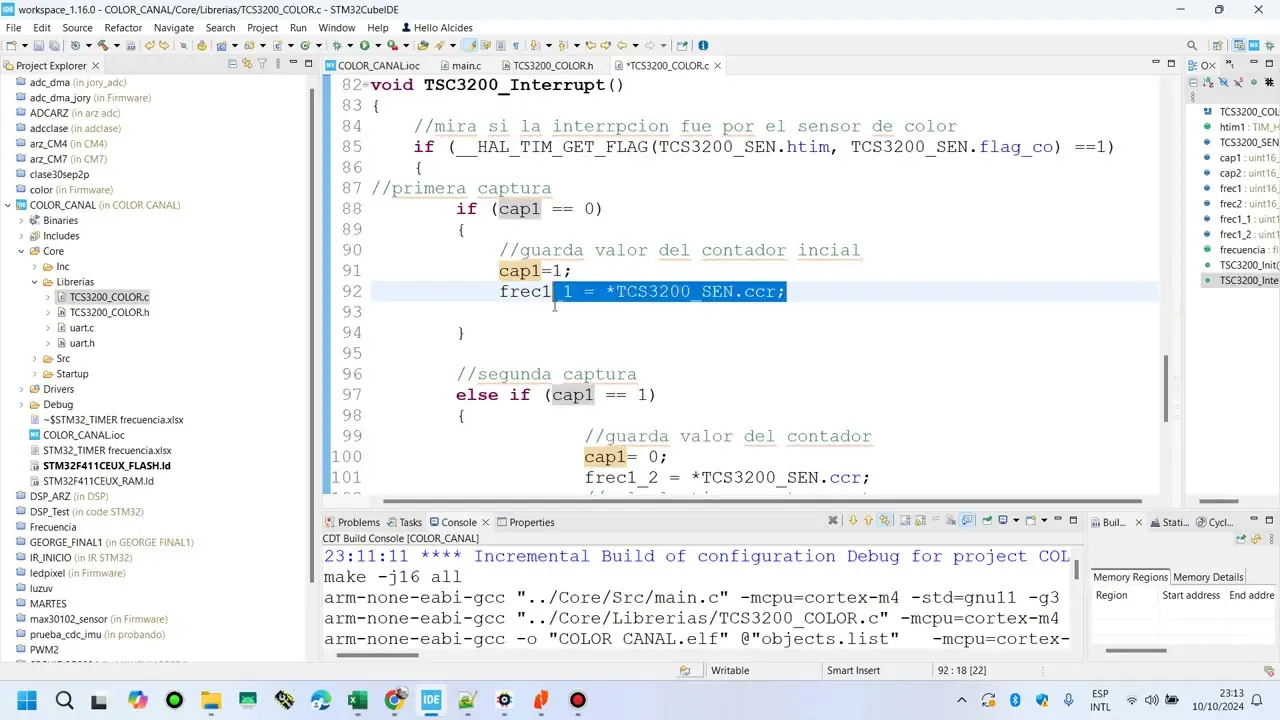 workspace_1.16.0 - COLOR_CANAL/Core/Librerias/TCS3200_COLOR.c - STM32CubeIDE
File Edit Source Refactor Navigate Search Project Run Window Help Hello Alcides
Project Explorer
adc_dma (in jory_adc)
adc_dma_jory (in Firmware)
ADCARZ (in arz adc)
adcclase (in adclase)
arz_CM4 (in CM4)
arz_CM7 (in CM7)
clase30sep2p
color (in Firmware)
COLOR_CANAL (in COLOR CANAL)
Binaries
Includes
Core
Inc
Librerias
TCS3200_COLOR.c
TCS3200_COLOR.h
uart.c
uart.h
Src
Startup
Drivers
Debug
~$STM32_TIMER frecuencia.xlsx
COLOR_CANAL.ioc
STM32_TIMER frecuencia.xlsx
STM32F411CEUX_FLASH.ld
STM32F411CEUX_RAM.ld
DSP_ARZ (in DSP)
DSP_Test (in code STM32)
Frecuencia
GEORGE_FINAL1 (in GEORGE FINAL1)
IR_INICIO (in IR STM32)
ledpixel (in Firmware)
luzuv
MARTES
max30102_sensor (in Firmware)
prueba_cdc_imu (in probando)
PWM2
COLOR_CANAL.ioc main.c TCS3200_COLOR.h *TCS3200_COLOR.c
82 void TSC3200_Interrupt()
83 {
84 //mira si la interrpcion fue por el sensor de color
85 if (__HAL_TIM_GET_FLAG(TCS3200_SEN.htim, TCS3200_SEN.flag_co) ==1)
86 {
87 //primera captura
88 if (cap1 == 0)
89 {
90 //guarda valor del contador incial
91 cap1=1;
92 frec1_1 = *TCS3200_SEN.ccr;
93
94 }
95
96 //segunda captura
97 else if (cap1 == 1)
98 {
99 //guarda valor del contador
100 cap1= 0;
101 frec1_2 = *TCS3200_SEN.ccr;
TCS3200_COL
htim1 : TIM_H
TCS3200_SEN
cap1 : uint16_
cap2 : uint16_
frec1 : uint16_
frec2 : uint16_
frec1_1 : uint
frec1_2 : uint
frecuencia : fl
TSC3200_Init(
TSC3200_Inte
Problems Tasks Console Properties
CDT Build Console [COLOR_CANAL]
23:11:11 **** Incremental Build of configuration Debug for project COL
make -j16 all
arm-none-eabi-gcc "../Core/Src/main.c" -mcpu=cortex-m4 -std=gnu11 -g3
arm-none-eabi-gcc "../Core/Librerias/TCS3200_COLOR.c" -mcpu=cortex-m4
arm-none-eabi-gcc -o "COLOR CANAL.elf" @"objects.list" -mcpu=cortex-
Buil... Stati... Cycl...
Memory Regions Memory Details
Region Start address End addre
Writable Smart Insert 92 : 18 [22]
ESP
INTL
23:13
10/10/2024